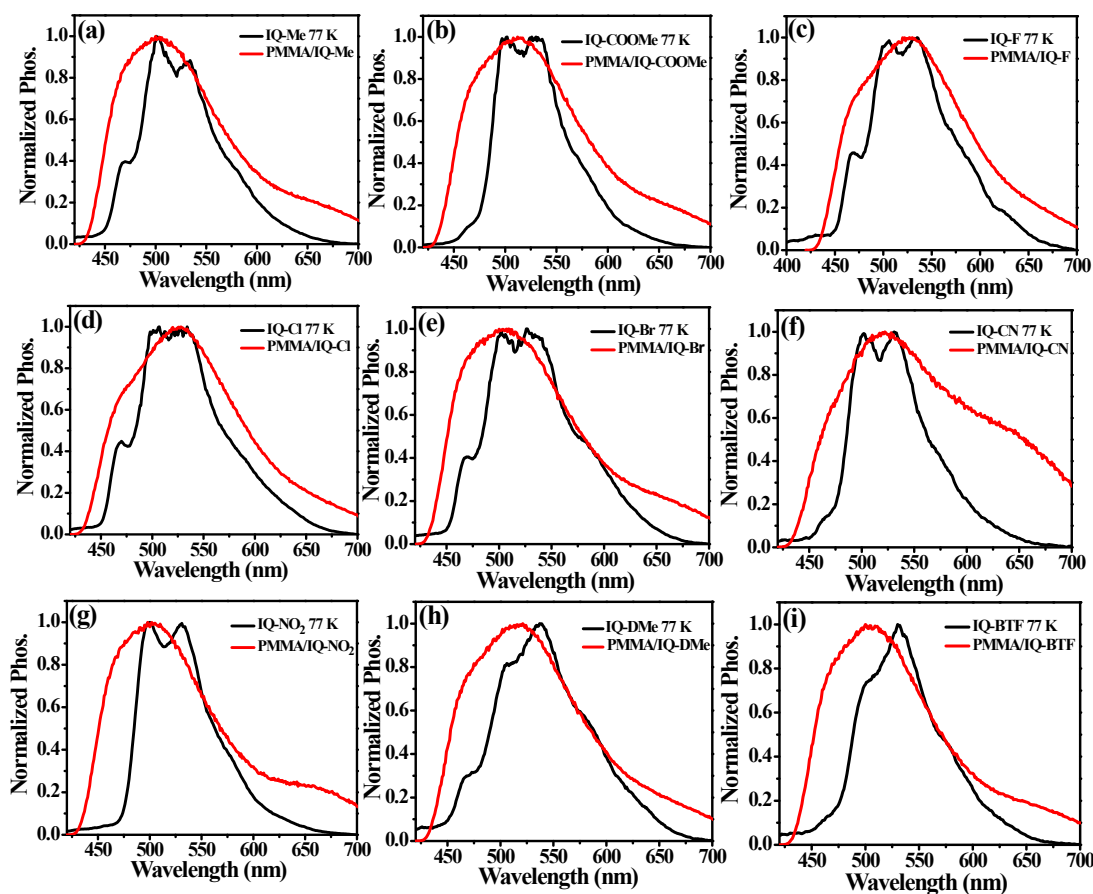 (a)
IQ-Me 77 K
PMMA/IQ-Me
Normalized Phos.
1.0
0.8
0.6
0.4
0.2
0.0
450 500 550 600 650 700
Wavelength (nm)
(b)
IQ-COOMe 77 K
PMMA/IQ-COOMe
Normalized Phos.
1.0
0.8
0.6
0.4
0.2
0.0
450 500 550 600 650 700
Wavelength (nm)
(c)
IQ-F 77 K
PMMA/IQ-F
Normalized Phos.
1.0
0.8
0.6
0.4
0.2
0.0
400 450 500 550 600 650 700
Wavelength (nm)
(d)
IQ-Cl 77 K
PMMA/IQ-Cl
Normalized Phos.
1.0
0.8
0.6
0.4
0.2
0.0
450 500 550 600 650 700
Wavelength (nm)
(e)
IQ-Br 77 K
PMMA/IQ-Br
Normalized Phos.
1.0
0.8
0.6
0.4
0.2
0.0
450 500 550 600 650 700
Wavelength (nm)
(f)
IQ-CN 77 K
PMMA/IQ-CN
Normalized Phos.
1.0
0.8
0.6
0.4
0.2
0.0
450 500 550 600 650 700
Wavelength (nm)
(g)
IQ-NO₂ 77 K
PMMA/IQ-NO₂
Normalized Phos.
1.0
0.8
0.6
0.4
0.2
0.0
450 500 550 600 650 700
Wavelength (nm)
(h)
IQ-DMe 77 K
PMMA/IQ-DMe
Normalized Phos.
1.0
0.8
0.6
0.4
0.2
0.0
450 500 550 600 650 700
Wavelength (nm)
(i)
IQ-BTF 77 K
PMMA/IQ-BTF
Normalized Phos.
1.0
0.8
0.6
0.4
0.2
0.0
450 500 550 600 650 700
Wavelength (nm)